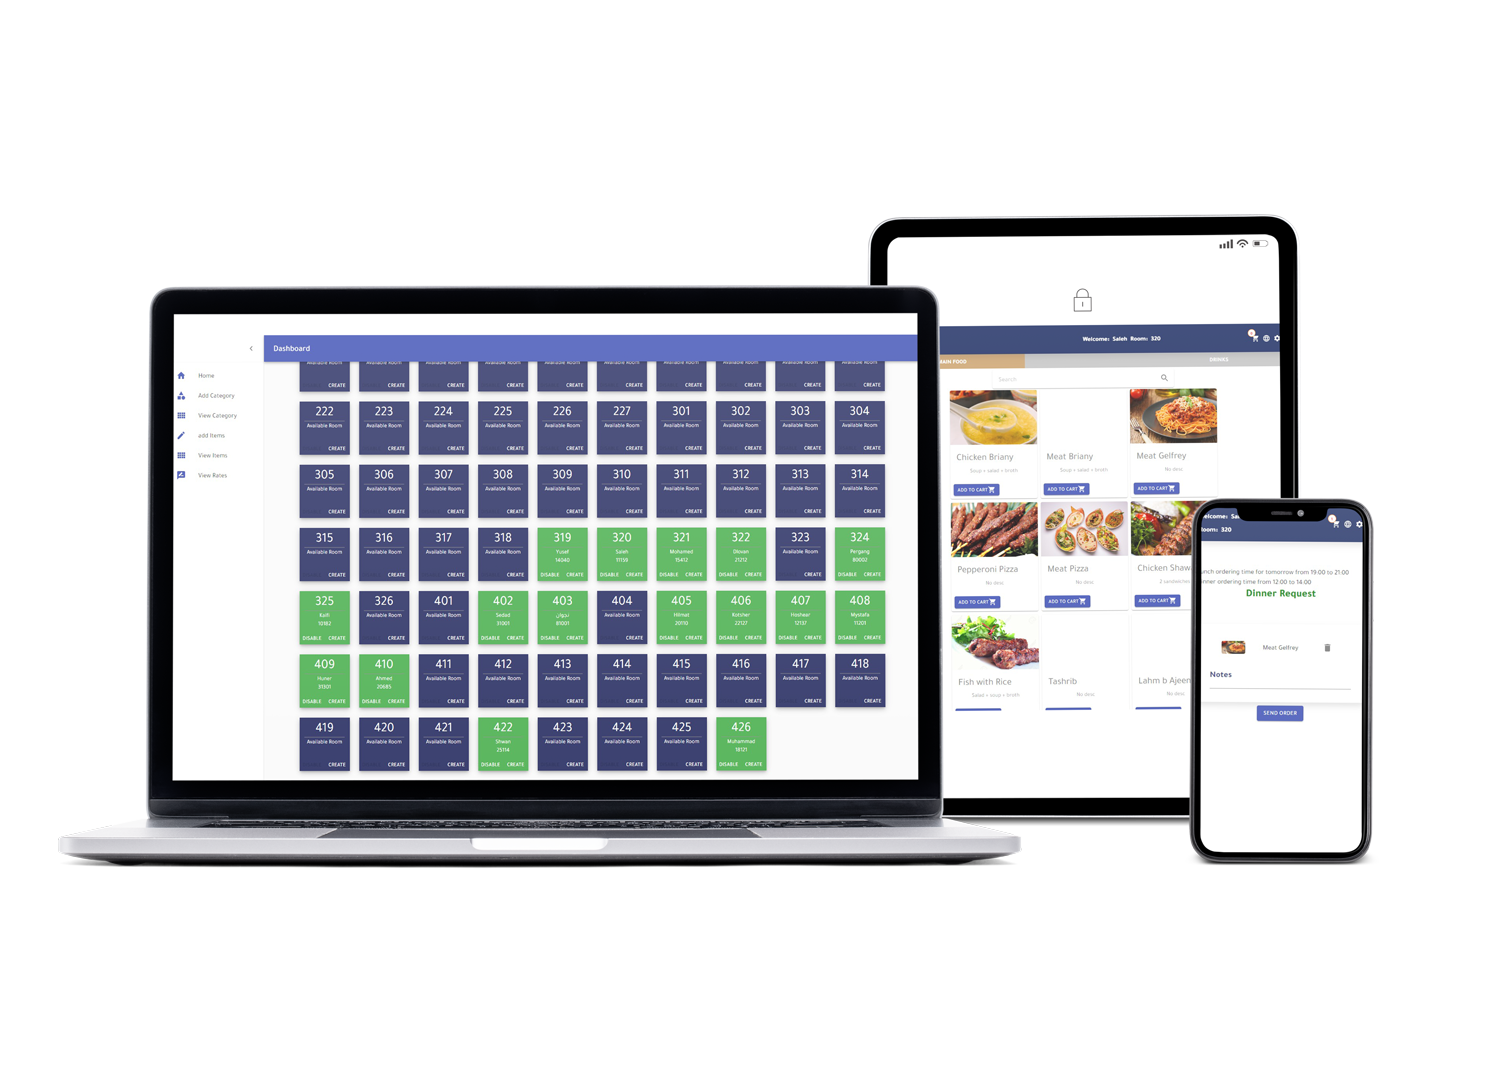 Dashboard
Home
Add Category
View Category
add Items
View Items
View Rates
CREATE CREATE CREATE CREATE CREATE CREATE CREATE CREATE CREATE CREATE
222 223 224 225 226 227 301 302 303 304
Available Room Available Room Available Room Available Room Available Room Available Room Available Room Available Room Available Room Available Room
CREATE CREATE CREATE CREATE CREATE CREATE CREATE CREATE CREATE CREATE
305 306 307 308 309 310 311 312 313 314
Available Room Available Room Available Room Available Room Available Room Available Room Available Room Available Room Available Room Available Room
CREATE CREATE CREATE CREATE CREATE CREATE CREATE CREATE CREATE CREATE
315 316 317 318 319 320 321 322 323 324
Available Room Available Room Available Room Available Room Yusef Saleh Mohamed Dbsan Available Room Pergang
14040 11159 15412 21212 80002
CREATE CREATE CREATE CREATE DISABLE CREATE DISABLE CREATE DISABLE CREATE DISABLE CREATE CREATE DISABLE CREATE
325 326 401 402 403 404 405 406 407 408
Kaifi Available Room Available Room Sedad نجوان Available Room Hilmet Kotsher Hashwar Mystafa
10182 31001 81001 20110 22127 12137 11201
DISABLE CREATE CREATE CREATE DISABLE CREATE DISABLE CREATE CREATE DISABLE CREATE DISABLE CREATE DISABLE CREATE DISABLE CREATE
409 410 411 412 413 414 415 416 417 418
Huner Ahmed Available Room Available Room Available Room Available Room Available Room Available Room Available Room Available Room
31301 20685
DISABLE CREATE DISABLE CREATE CREATE CREATE CREATE CREATE CREATE CREATE CREATE CREATE
419 420 421 422 423 424 425 426
Available Room Available Room Available Room Shwan Available Room Available Room Available Room Muhammad
25114 18121
CREATE CREATE CREATE DISABLE CREATE CREATE CREATE CREATE DISABLE CREATE
Welcome: Saleh Room: 320
MAIN FOOD DRINKS
Search
Chicken Briany Meat Briany Meat Gelfrey
Soup + salad + broth Soup + salad + broth No desc
ADD TO CART ADD TO CART ADD TO CART
Pepperoni Pizza Meat Pizza Chicken Shaw
No desc No desc 2 sandwiches
ADD TO CART ADD TO CART ADD TO CART
Fish with Rice Tashrib Lahm b Ajeen
Salad + soup + broth No desc No desc
elcome: Sa
oom: 320
unch ordering time for tomorrow from 19:00 to 21:00
inner ordering time from 12:00 to 14:00
Dinner Request
Meat Gelfrey
Notes
SEND ORDER